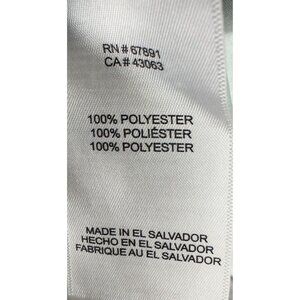 RN # 67891
CA # 43063
100% POLYESTER
100% POLIÉSTER
100% POLYESTER
MADE IN EL SALVADOR
HECHO EN EL SALVADOR
FABRIQUE AU EL SALVADOR